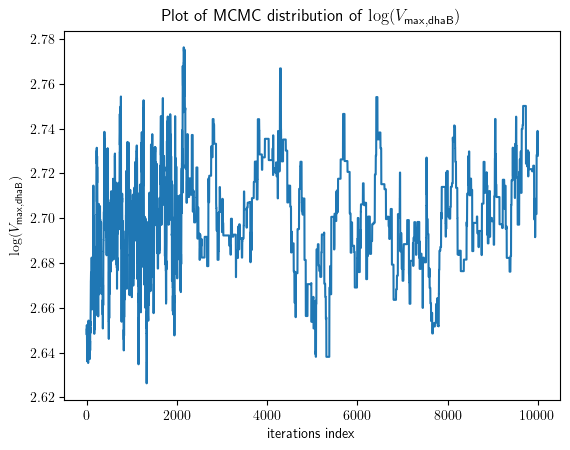 Plot of MCMC distribution of log(V_max,dhaB)
2.78
2.76
2.74
2.72
2.70
2.68
2.66
2.64
2.62
log(V_max,dhaB)
0 2000 4000 6000 8000 10000
iterations index